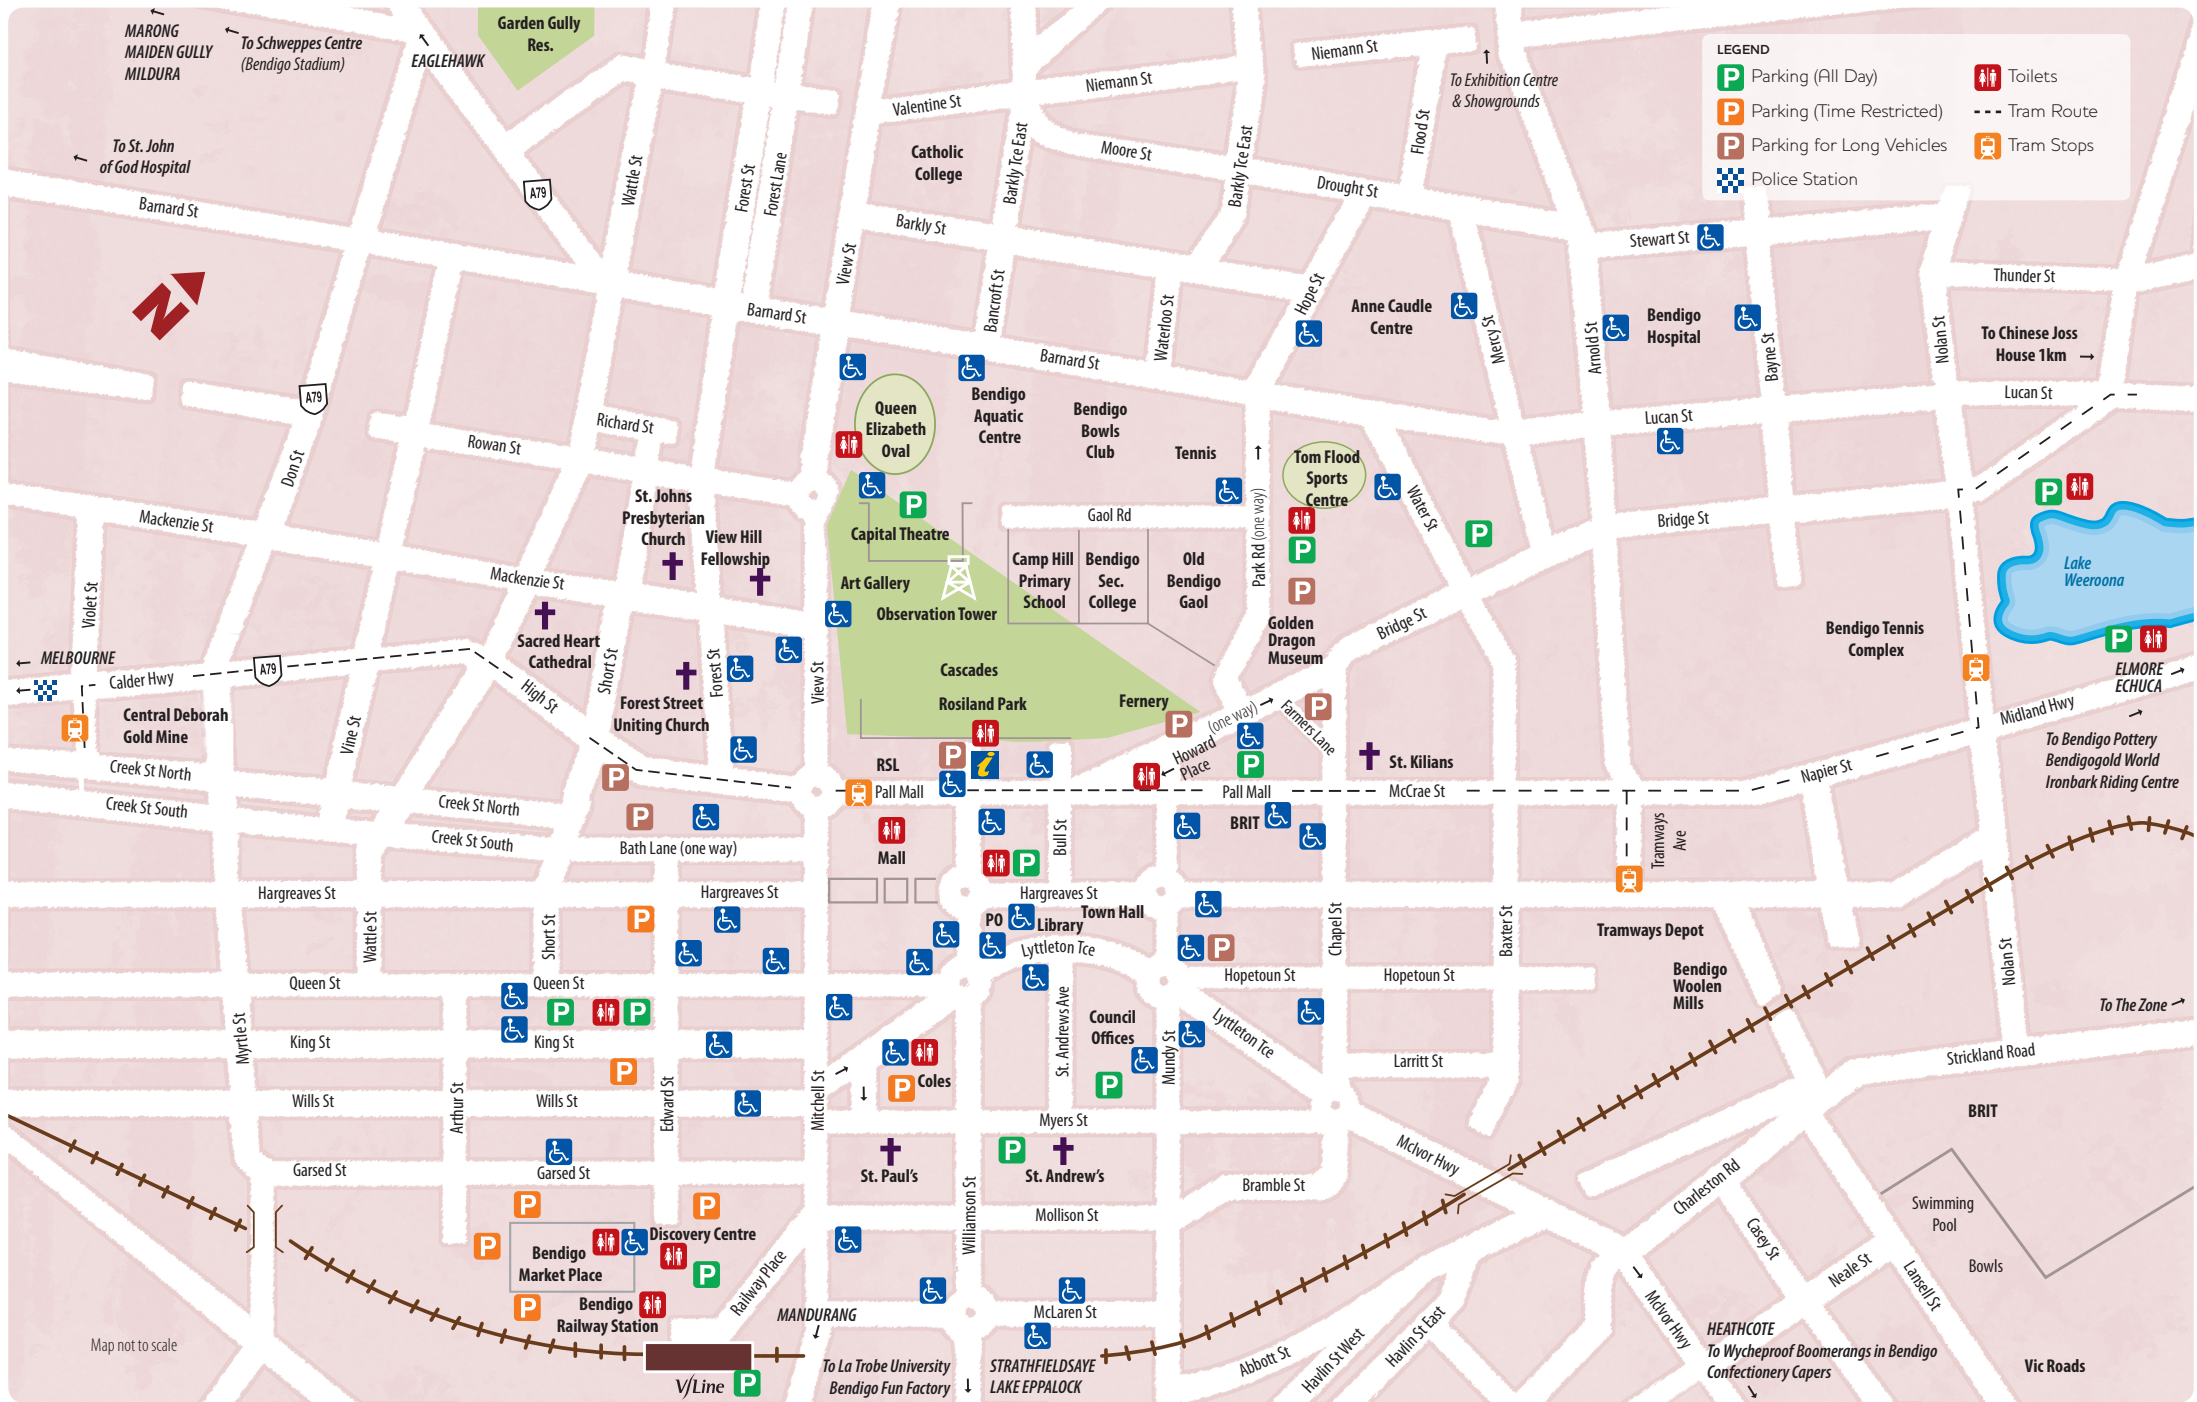 Garden Gully
Res.
MARONG
MAIDEN GULLY
MILDURA
To Schweppes Centre
(Bendigo Stadium)
EAGLEHAWK
To St. John
of God Hospital
Barnard St
A79
Wattle St
Forest St
Forest Lane
View St
Valentine St
Niemann St
Niemann St
Catholic
College
Barkly Tce East
Moore St
Barkly Tce East
Drought St
Flood St
To Exhibition Centre
& Showgrounds
LEGEND
P Parking (All Day)
P Parking (Time Restricted)
P Parking for Long Vehicles
Police Station
Toilets
Tram Route
Tram Stops
Barkly St
Bancroft St
Waterloo St
Hope St
Anne Caudle
Centre
Mercy St
Arnold St
Stewart St
Bendigo
Hospital
Bayne St
Nolan St
Thunder St
To Chinese Joss
House 1km
Lucan St
Lucan St
N
Barnard St
Barnard St
A79
Don St
Rowan St
Richard St
Queen
Elizabeth
Oval
Bendigo
Aquatic
Centre
Bendigo
Bowls
Club
Tennis
Tom Flood
Sports
Centre
Water St
P
P
P
P
P
Bridge St
Lake
Weeroona
Mackenzie St
St. Johns
Presbyterian
Church
View Hill
Fellowship
Capital Theatre
P
Gaol Rd
Park Rd (one way)
Camp Hill
Primary
School
Bendigo
Sec.
College
Old
Bendigo
Gaol
Art Gallery
Observation Tower
Mackenzie St
Violet St
Sacred Heart
Cathedral
Short St
Forest Street
Uniting Church
Forest St
View St
Cascades
Rosiland Park
Fernery
Golden
Dragon
Museum
Bridge St
Bendigo Tennis
Complex
P
ELMORE
ECHUCA
Midland Hwy
To Bendigo Pottery
Bendigogold World
Ironbark Riding Centre
MELBOURNE
Calder Hwy
A79
High St
Central Deborah
Gold Mine
Vine St
Creek St North
Creek St South
Creek St North
Creek St South
P
P
Bath Lane (one way)
RSL
P
i
P
Howard
Place
(one way)
Farmers Lane
P
P
St. Kilians
Pall Mall
Pall Mall
McCrae St
Napier St
Mall
Bull St
BRIT
Tramways
Ave
P
Hargreaves St
Hargreaves St
Hargreaves St
Wattle St
Short St
P
PO
Library
Town Hall
Lyttleton Tce
P
Chapel St
Baxter St
Tramways Depot
Nolan St
Queen St
Queen St
Hopetoun St
Hopetoun St
Bendigo
Woolen
Mills
To The Zone
P
P
Myrtle St
King St
King St
St. Andrews Ave
Council
Offices
Mundy St
Lyttleton Tce
Larritt St
Strickland Road
P
Coles
P
P
Wills St
Wills St
Arthur St
Edward St
Mitchell St
Myers St
BRIT
P
St. Paul's
St. Andrew's
McIvor Hwy
Garsed St
Garsed St
Bramble St
Charleston Rd
Casey St
Swimming
Pool
Bowls
P
P
P
P
P
Bendigo
Market Place
Discovery Centre
Bendigo
Railway Station
Railway Place
Williamson St
Mollison St
Neale St
Lansell St
Map not to scale
MANDURANG
McLaren St
McIvor Hwy
HEATHCOTE
To Wycheproof Boomerangs in Bendigo
Confectionery Capers
V/Line
P
To La Trobe University
Bendigo Fun Factory
STRATHFIELDSAYE
LAKE EPPALOCK
Abbott St
Havlin St West
Havlin St East
Vic Roads